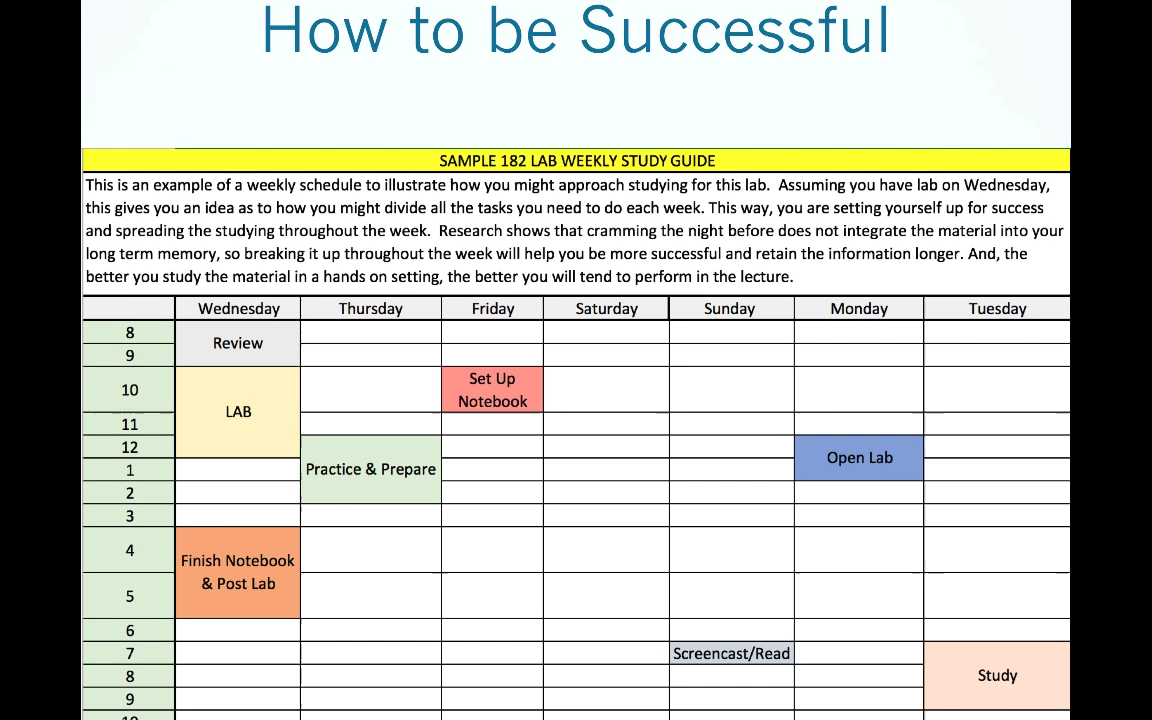 How to be Successful
SAMPLE 182 LAB WEEKLY STUDY GUIDE
This is an example of a weekly schedule to illustrate how you might approach studying for this lab.  Assuming you have lab on Wednesday,
this gives you an idea as to how you might divide all the tasks you need to do each week. This way, you are setting yourself up for success
and spreading the studying throughout the week.  Research shows that cramming the night before does not integrate the material into your
long term memory, so breaking it up throughout the week will help you be more successful and retain the information longer. And, the
better you study the material in a hands on setting, the better you will tend to perform in the lecture.
Wednesday Thursday Friday Saturday Sunday Monday Tuesday
8
Review
9
10
Set Up
Notebook
LAB
11
12
Open Lab
1
Practice & Prepare
2
3
4
Finish Notebook
& Post Lab
5
6
7
Screencast/Read
8
Study
9
10